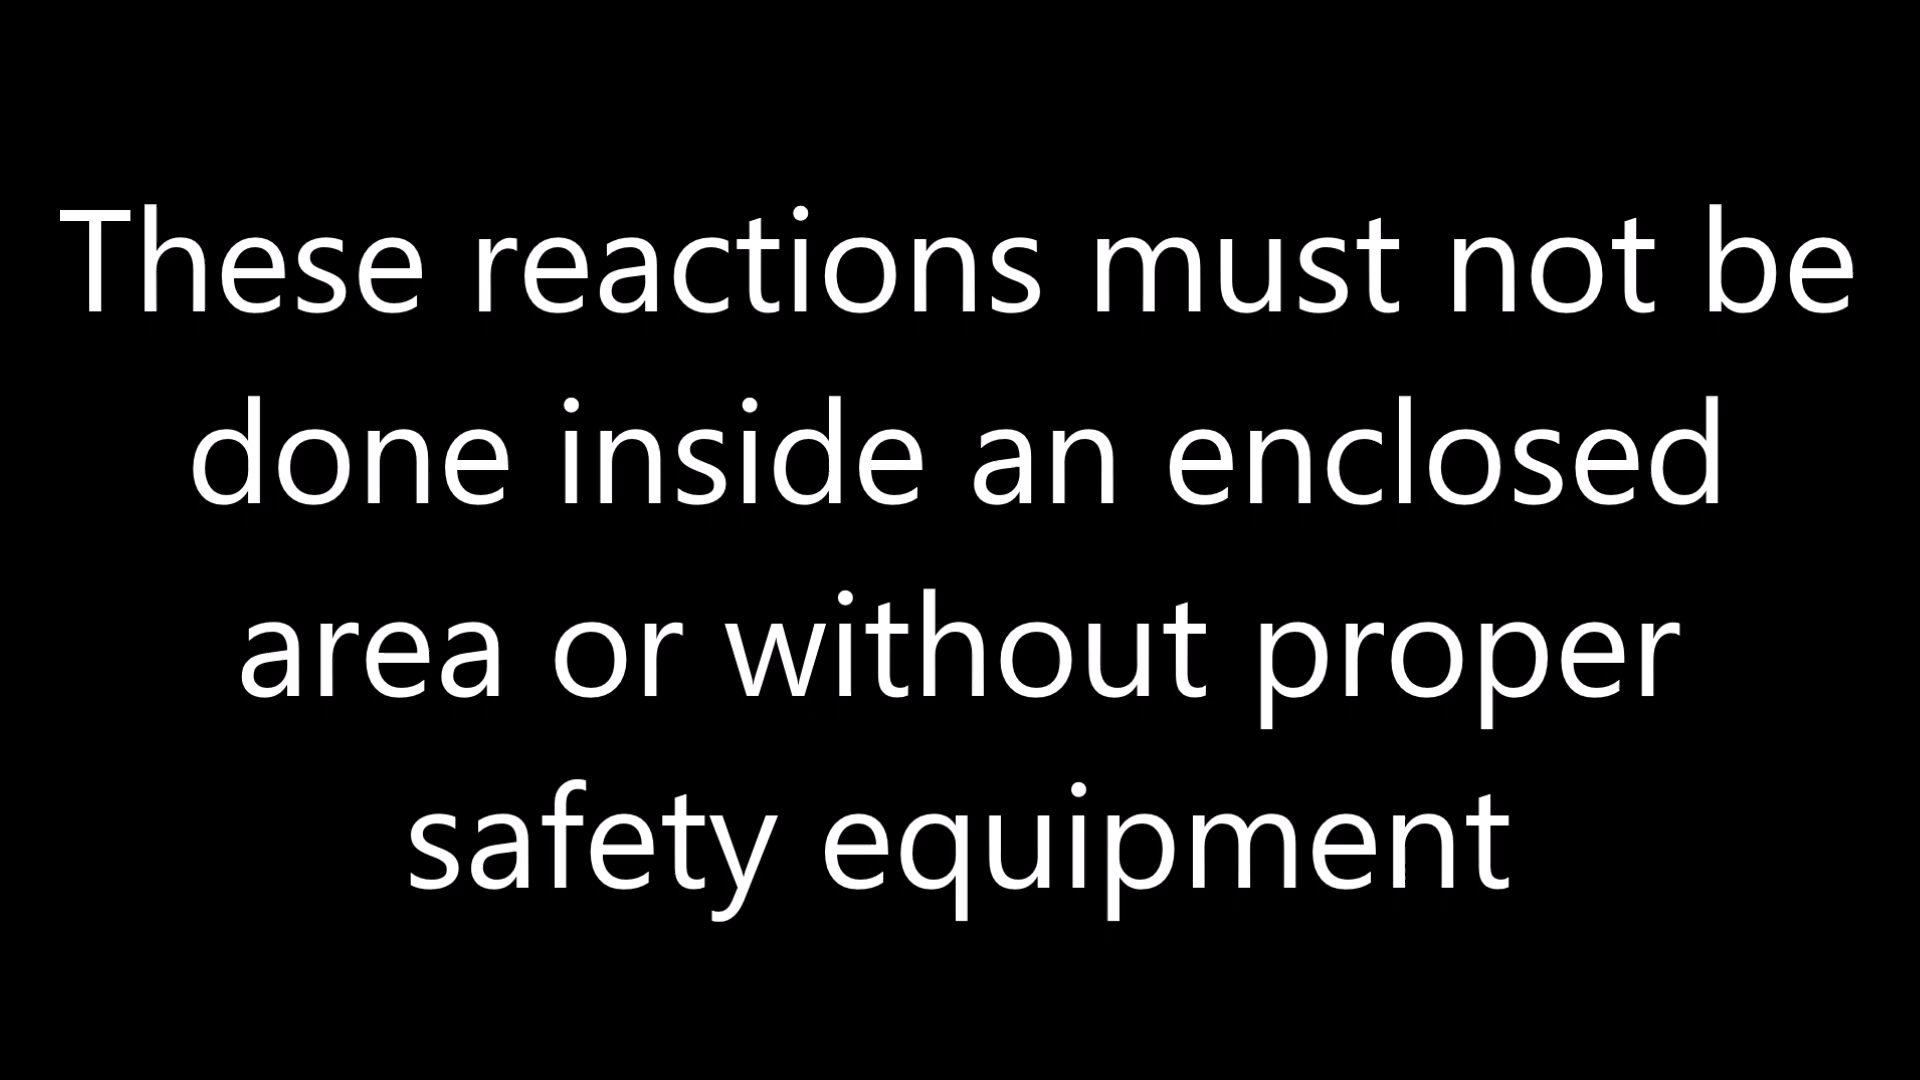 These reactions must not be
done inside an enclosed
area or without proper
safety equipment